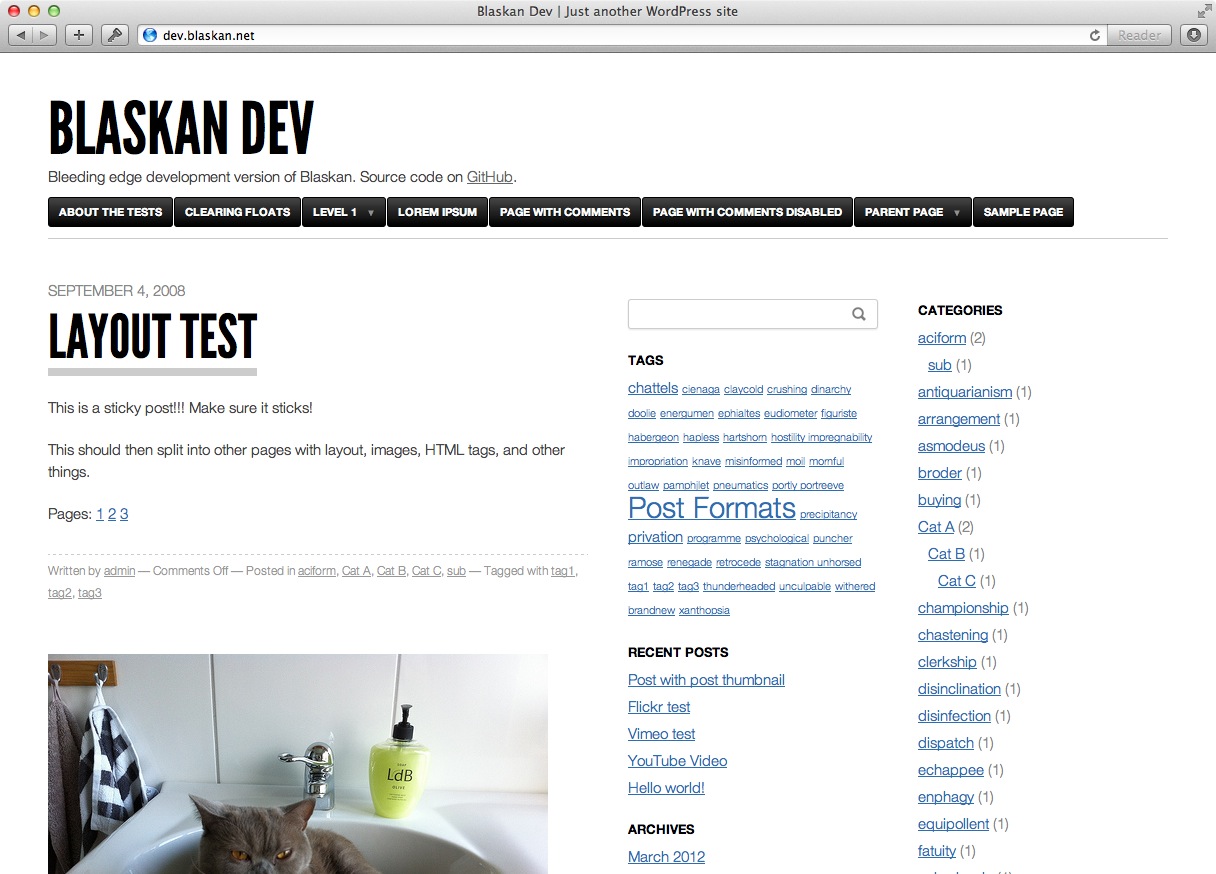 Blaskan Dev | Just another WordPress site
dev.blaskan.net
Reader
BLASKAN DEV
Bleeding edge development version of Blaskan. Source code on GitHub.
ABOUT THE TESTS CLEARING FLOATS LEVEL 1 LOREM IPSUM PAGE WITH COMMENTS PAGE WITH COMMENTS DISABLED PARENT PAGE SAMPLE PAGE
SEPTEMBER 4, 2008
LAYOUT TEST
This is a sticky post!!! Make sure it sticks!
This should then split into other pages with layout, images, HTML tags, and other
things.
Pages: 1 2 3
Written by admin — Comments Off — Posted in aciform, Cat A, Cat B, Cat C, sub — Tagged with tag1,
tag2, tag3
LdB
OLIVE
TAGS
chattels cienaga claycold crushing dinarchy
doolie energumen ephialtes eudiometer figuriste
habergeon hapless hartshorn hostility impregnability
impropriation knave misinformed moil mornful
outlaw pamphjlet pneumatics portly portreeve
Post Formats precipitancy
privation programme psychological puncher
ramose renegade retrocede stagnation unhorsed
tag1 tag2 tag3 thunderheaded unculpable withered
brandnew xanthopsia
RECENT POSTS
Post with post thumbnail
Flickr test
Vimeo test
YouTube Video
Hello world!
ARCHIVES
March 2012
CATEGORIES
aciform (2)
sub (1)
antiquarianism (1)
arrangement (1)
asmodeus (1)
broder (1)
buying (1)
Cat A (2)
Cat B (1)
Cat C (1)
championship (1)
chastening (1)
clerkship (1)
disinclination (1)
disinfection (1)
dispatch (1)
echappee (1)
enphagy (1)
equipollent (1)
fatuity (1)